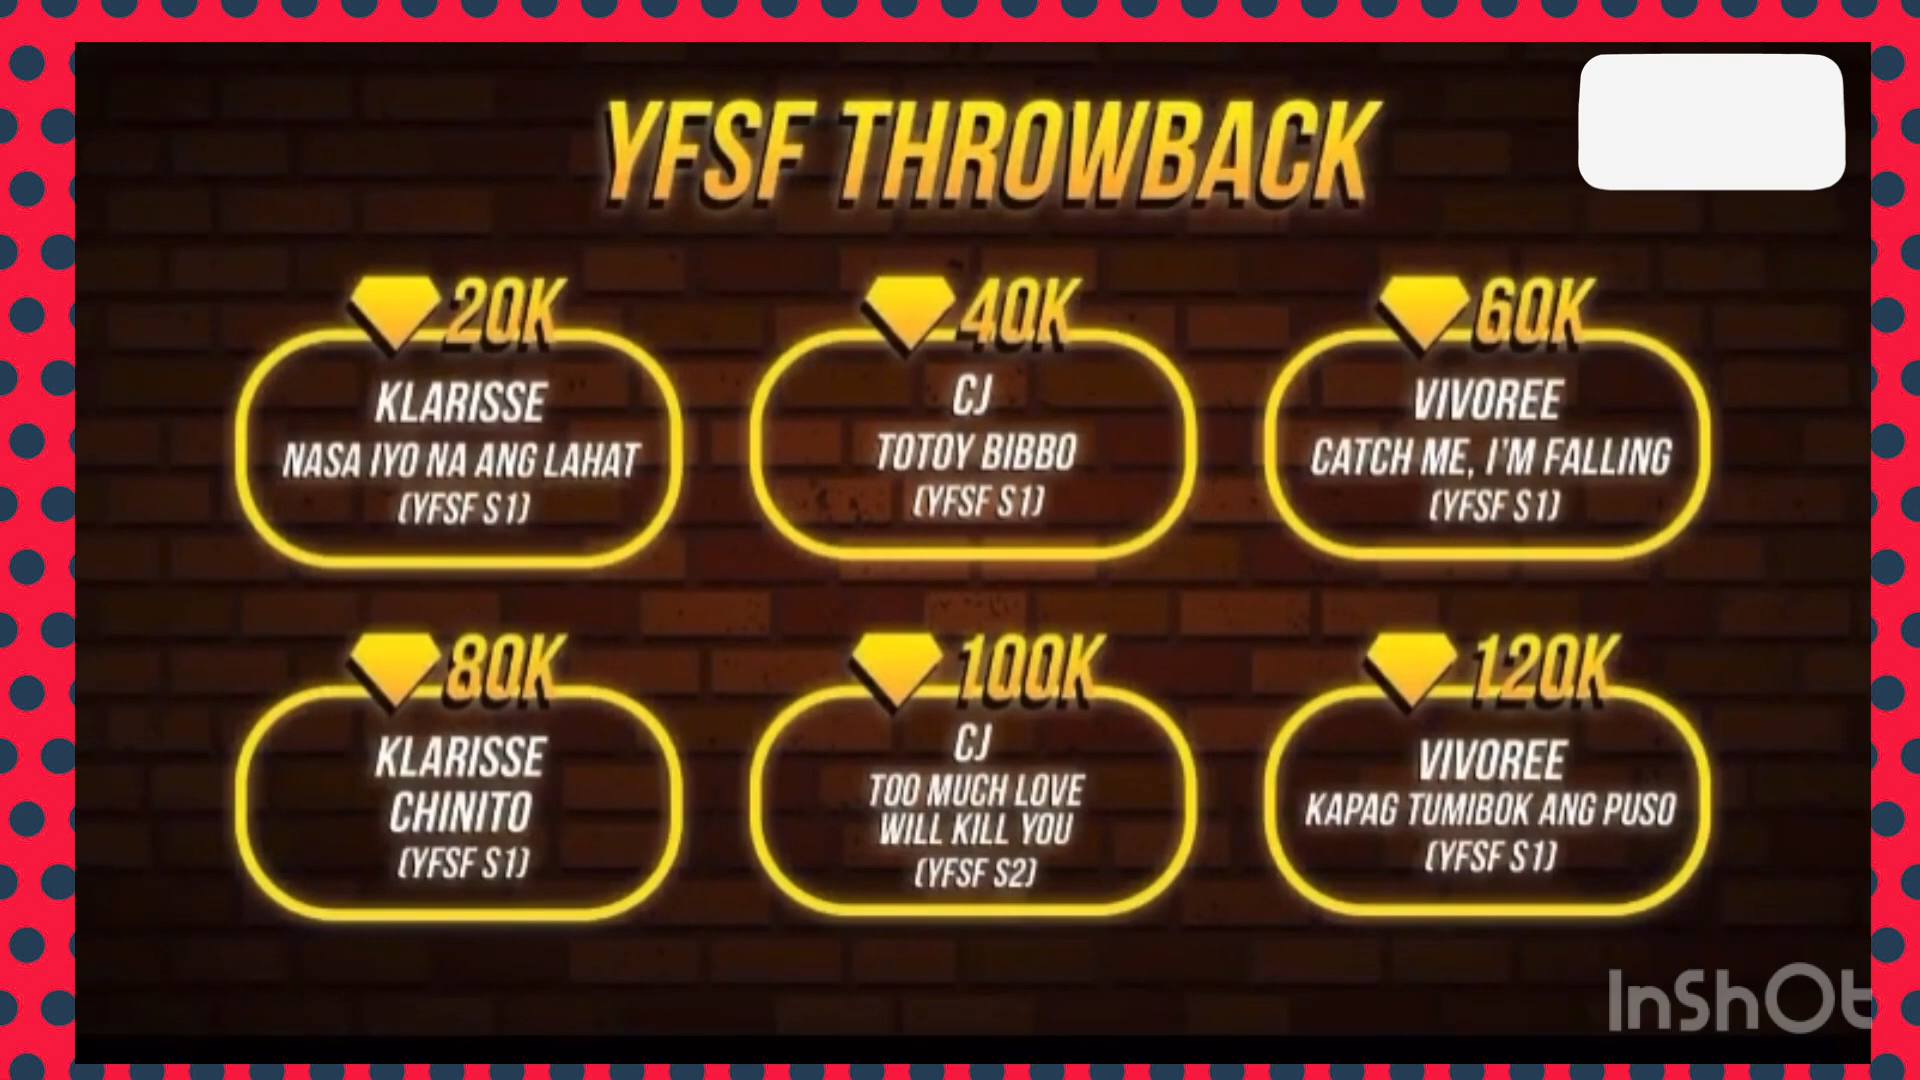 YFSF THROWBACK
20K
KLARISSE
NASA IYO NA ANG LAHAT
(YFSF S1)
40K
CJ
TOTOY BIBBO
(YFSF S1)
60K
VIVOREE
CATCH ME, I'M FALLING
(YFSF S1)
80K
KLARISSE
CHINITO
(YFSF S1)
100K
CJ
TOO MUCH LOVE
WILL KILL YOU
(YFSF S2)
120K
VIVOREE
KAPAG TUMIBOK ANG PUSO
(YFSF S1)
InShOt